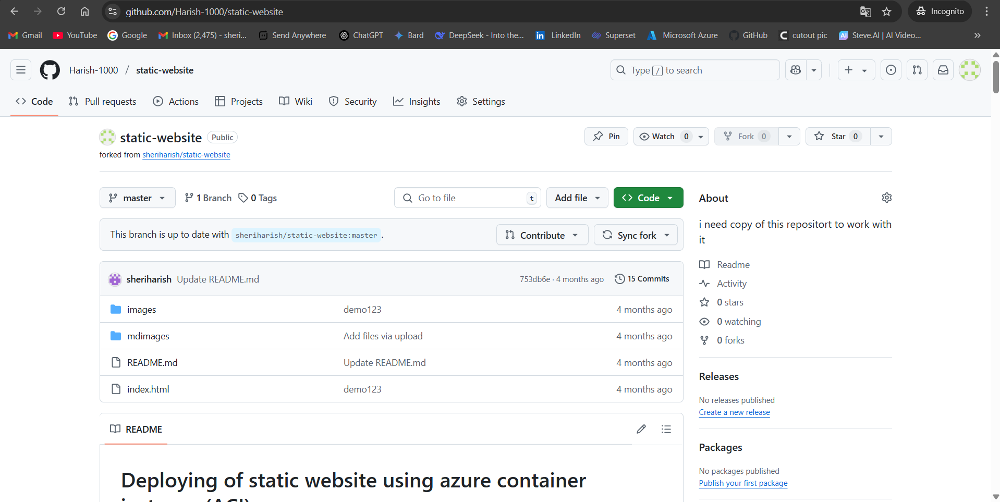 github.com/Harish-1000/static-website
Incognito
Gmail YouTube Google Inbox (2,475) - sheri... Send Anywhere ChatGPT Bard DeepSeek - Into the... LinkedIn Superset Microsoft Azure GitHub cutout pic Steve.AI | AI Video... »
Harish-1000 / static-website
Type / to search
Code Pull requests Actions Projects Wiki Security Insights Settings
static-website Public
Pin Watch 0 Fork 0 Star 0
forked from sheriharish/static-website
master 1 Branch 0 Tags
Go to file t
Add file
Code
This branch is up to date with sheriharish/static-website:master .
Contribute Sync fork
sheriharish Update README.md 753db6e · 4 months ago 15 Commits
images demo123 4 months ago
mdimages Add files via upload 4 months ago
README.md Update README.md 4 months ago
index.html demo123 4 months ago
README
Deploying of static website using azure container
About
i need copy of this repositort to work with
it
Readme
Activity
0 stars
0 watching
0 forks
Releases
No releases published
Create a new release
Packages
No packages published
Publish your first package